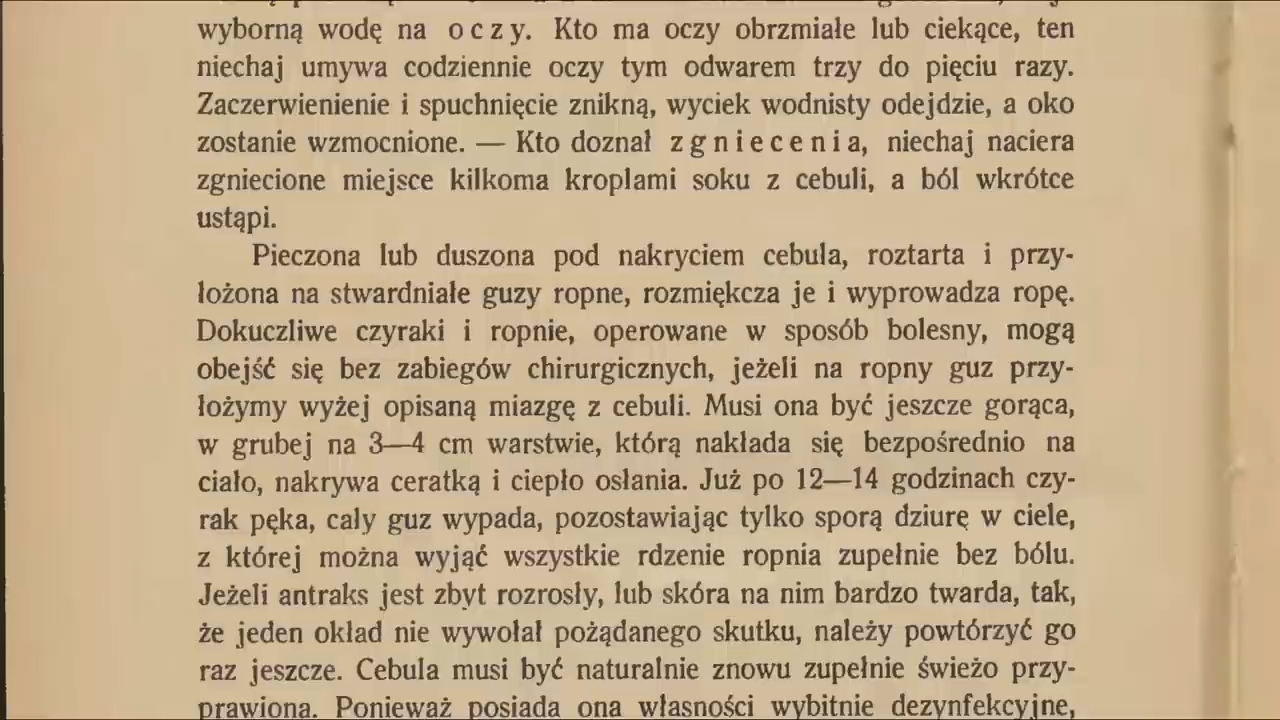 wyborną wodę na oczy. Kto ma oczy obrzmiałe lub ciekące, ten
niechaj umywa codziennie oczy tym odwarem trzy do pięciu razy.
Zaczerwienienie i spuchnięcie znikną, wyciek wodnisty odejdzie, a oko
zostanie wzmocnione. — Kto doznał zgniecenia, niechaj naciera
zgniecione miejsce kilkoma kroplami soku z cebuli, a ból wkrótce
ustąpi.
Pieczona lub duszona pod nakryciem cebula, roztarta i przy-
łożona na stwardniałe guzy ropne, rozmiękcza je i wyprowadza ropę.
Dokuczliwe czyraki i ropnie, operowane w sposób bolesny, mogą
obejść się bez zabiegów chirurgicznych, jeżeli na ropny guz przy-
łożymy wyżej opisaną miazgę z cebuli. Musi ona być jeszcze gorąca,
w grubej na 3—4 cm warstwie, którą nakłada się bezpośrednio na
ciało, nakrywa ceratką i ciepło osłania. Już po 12—14 godzinach czy-
rak pęka, cały guz wypada, pozostawiając tylko sporą dziurę w ciele,
z której można wyjąć wszystkie rdzenie ropnia zupełnie bez bólu.
Jeżeli antraks jest zbyt rozrosły, lub skóra na nim bardzo twarda, tak,
że jeden okład nie wywołał pożądanego skutku, należy powtórzyć go
raz jeszcze. Cebula musi być naturalnie znowu zupełnie świeżo przy-
prawiona. Ponieważ posiada ona własności wybitnie dezynfekcyjne,